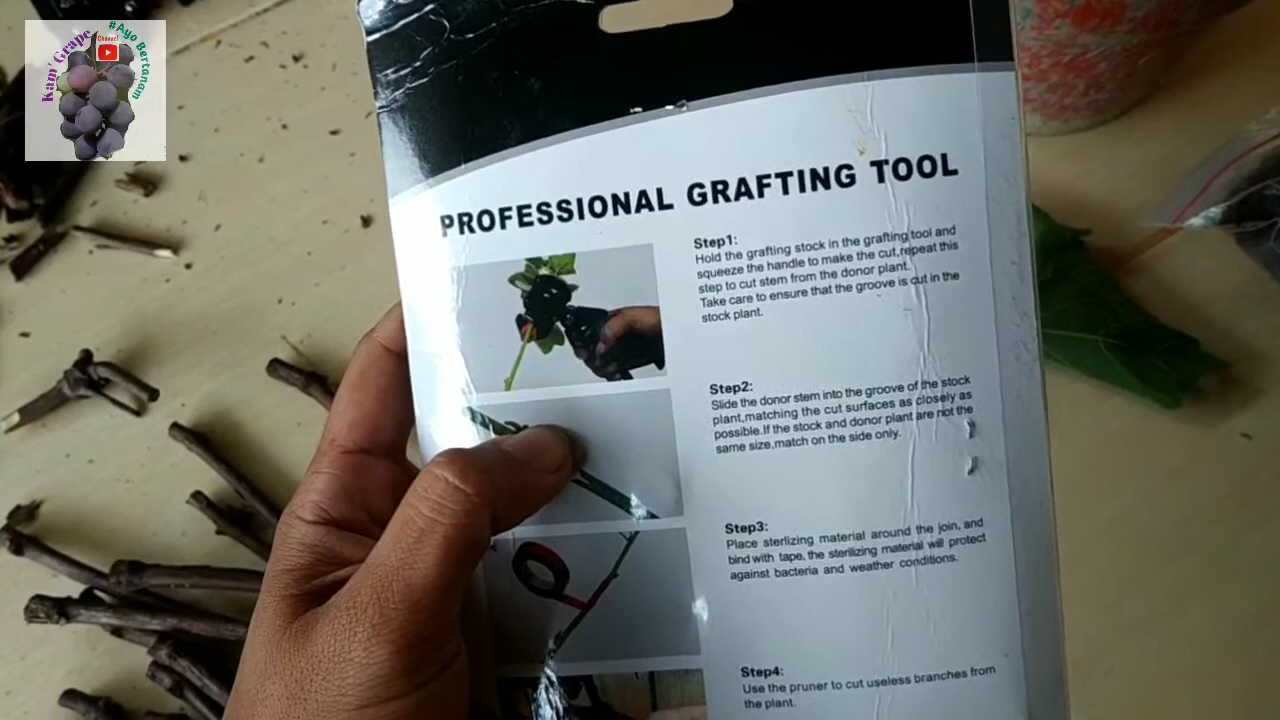 Kam'Grape
#Ayo Bertanam
Channel
PROFESSIONAL GRAFTING TOOL
Step1:
Hold the grafting stock in the grafting tool and
squeeze the handle to make the cut,repeat this
step to cut stem from the donor plant.
Take care to ensure that the groove is cut in the
stock plant.
Step2:
Slide the donor stem into the groove of the stock
plant,matching the cut surfaces as closely as
possible.If the stock and donor plant are not the
same size,match on the side only.
Step3:
Place sterlizing material around the join, and
bind with tape, the sterilizing material will protect
against bacteria and weather conditions.
Step4:
Use the pruner to cut useless branches from
the plant.